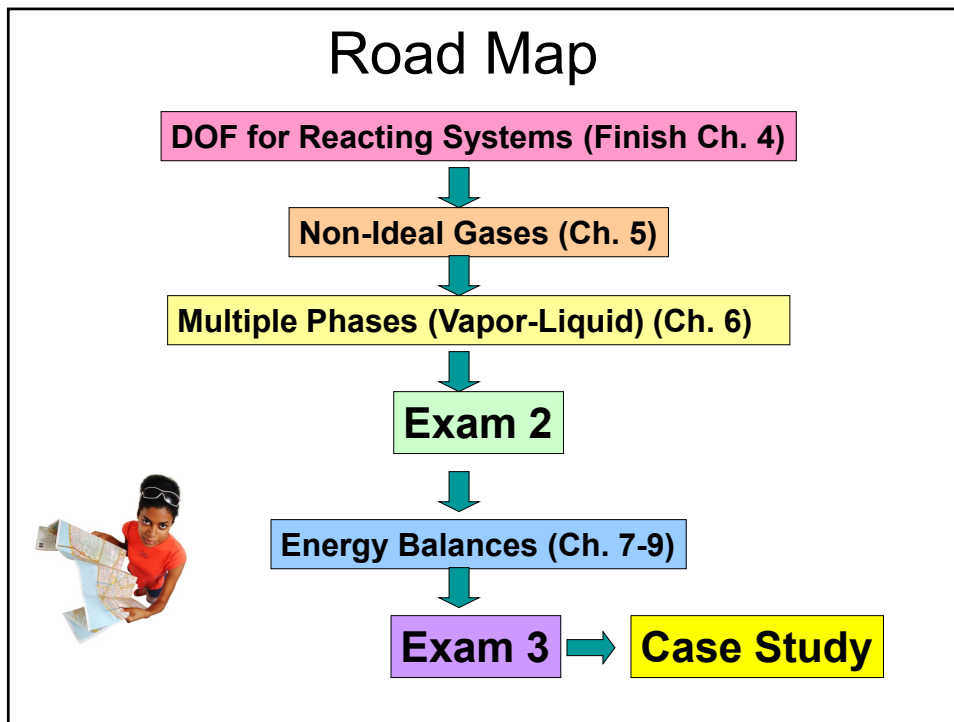 Road Map
DOF for Reacting Systems (Finish Ch. 4)
Non-Ideal Gases (Ch. 5)
Multiple Phases (Vapor-Liquid) (Ch. 6)
Exam 2
Energy Balances (Ch. 7-9)
Exam 3
Case Study